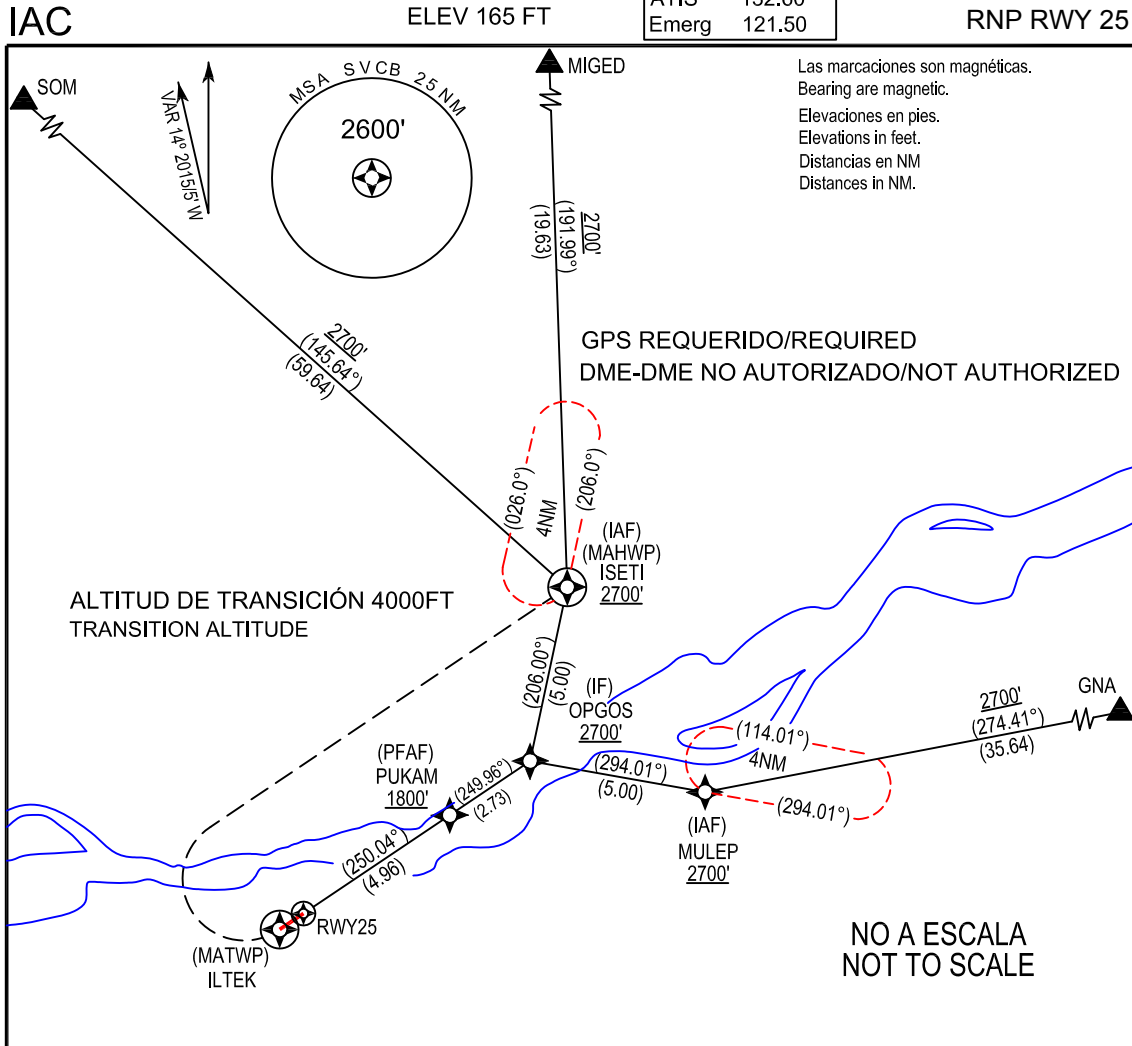 IAC
ELEV 165 FT
ATIS 132.60
Emerg 121.50
RNP RWY 25
SOM
VAR 14° 2015/5' W
MSA SVCB 25 NM
2600'
MIGED
Las marcaciones son magnéticas.
Bearing are magnetic.
Elevaciones en pies.
Elevations in feet.
Distancias en NM
Distances in NM.
2700'
(191.99°)
(19.63)
2700'
(145.64°)
(59.64)
GPS REQUERIDO/REQUIRED
DME-DME NO AUTORIZADO/NOT AUTHORIZED
(026.0°)
4NM
(206.0°)
(IAF)
(MAHWP)
ISETI
2700'
ALTITUD DE TRANSICIÓN 4000FT
TRANSITION ALTITUDE
(206.00°)
(5.00)
(IF)
OPGOS
2700'
GNA
2700'
(274.41°)
(35.64)
(114.01°)
4NM
(294.01°)
(PFAF)
PUKAM
1800'
(249.96°)
(2.73)
(294.01°)
(5.00)
(IAF)
MULEP
2700'
(250.04°)
(4.96)
RWY25
(MATWP)
ILTEK
NO A ESCALA
NOT TO SCALE